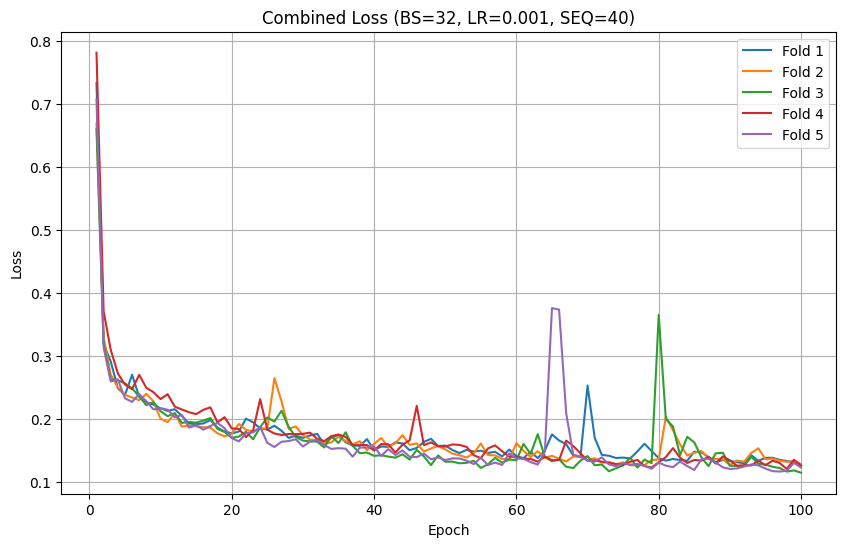 Combined Loss (BS=32, LR=0.001, SEQ=40)
Fold 1
Fold 2
Fold 3
Fold 4
Fold 5
Loss
0.8
0.7
0.6
0.5
0.4
0.3
0.2
0.1
0 20 40 60 80 100
Epoch